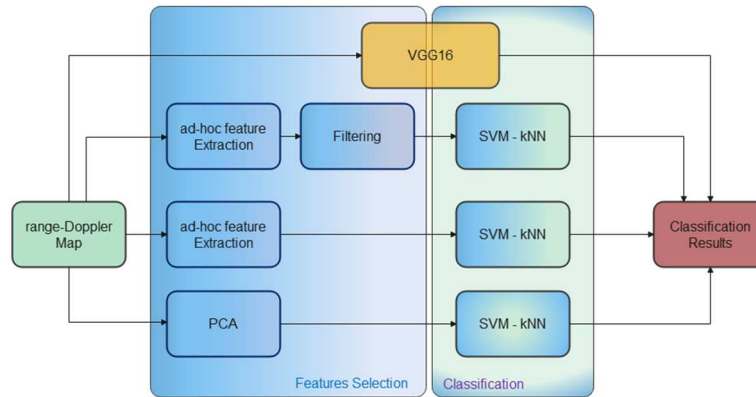 VGG16
ad-hoc feature
Extraction
Filtering
SVM - kNN
range-Doppler
Map
ad-hoc feature
Extraction
SVM - kNN
Classification
Results
PCA
SVM - kNN
Features Selection
Classification